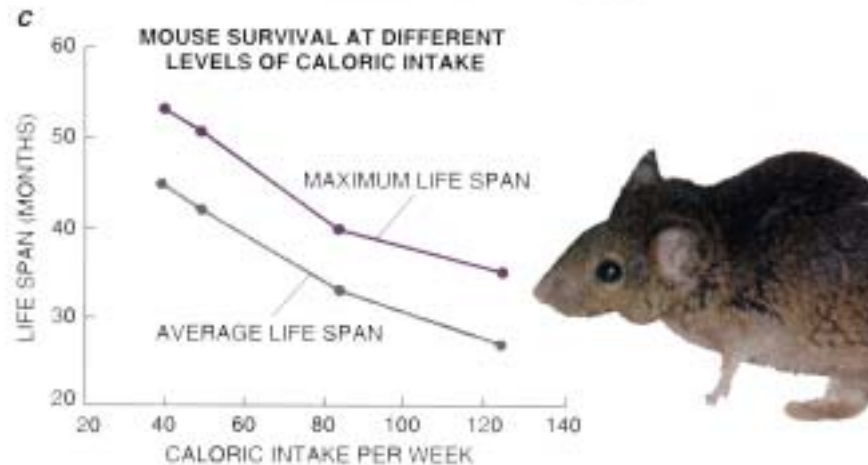 C
MOUSE SURVIVAL AT DIFFERENT
LEVELS OF CALORIC INTAKE
60
50
40
30
20
LIFE SPAN (MONTHS)
MAXIMUM LIFE SPAN
AVERAGE LIFE SPAN
20 40 60 80 100 120 140
CALORIC INTAKE PER WEEK